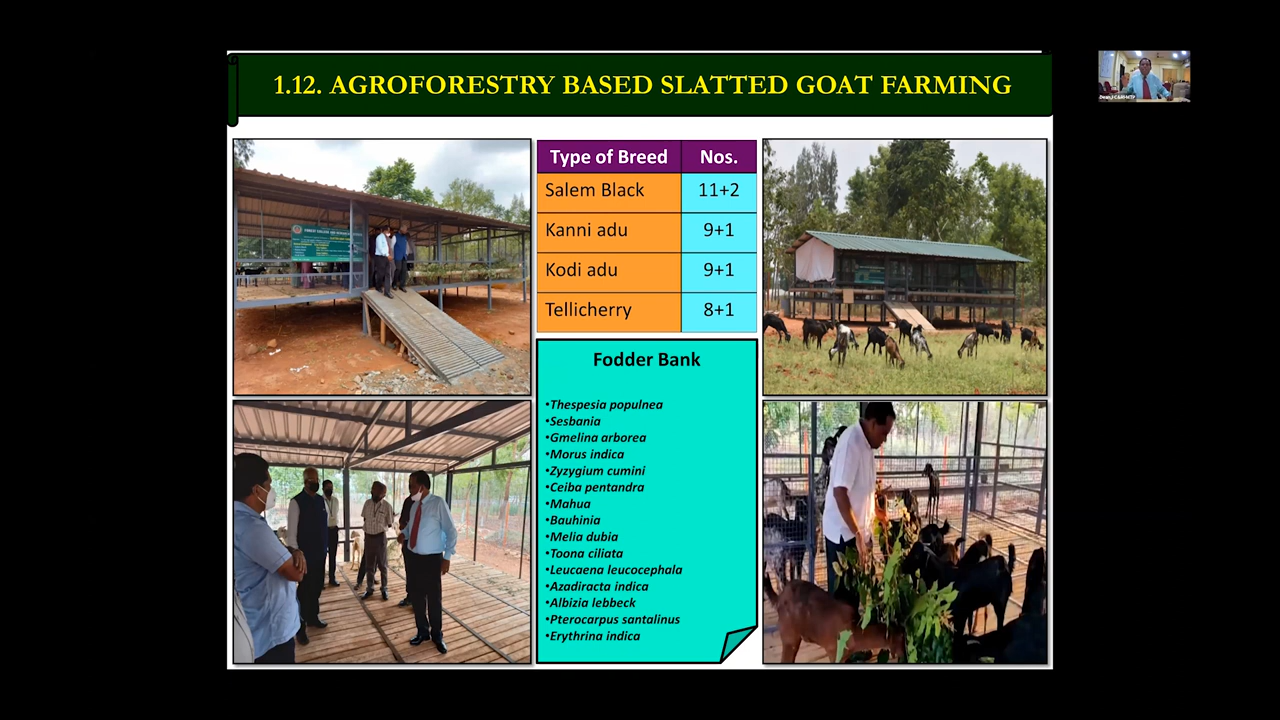 1.12. AGROFORESTRY BASED SLATTED GOAT FARMING
Type of Breed Nos.
Salem Black 11+2
Kanni adu 9+1
Kodi adu 9+1
Tellicherry 8+1
Fodder Bank
•Thespesia populnea
•Sesbania
•Gmelina arborea
•Morus indica
•Zyzygium cumini
•Ceiba pentandra
•Mahua
•Bauhinia
•Melia dubia
•Toona ciliata
•Leucaena leucocephala
•Azadiracta indica
•Albizia lebbeck
•Pterocarpus santalinus
•Erythrina indica